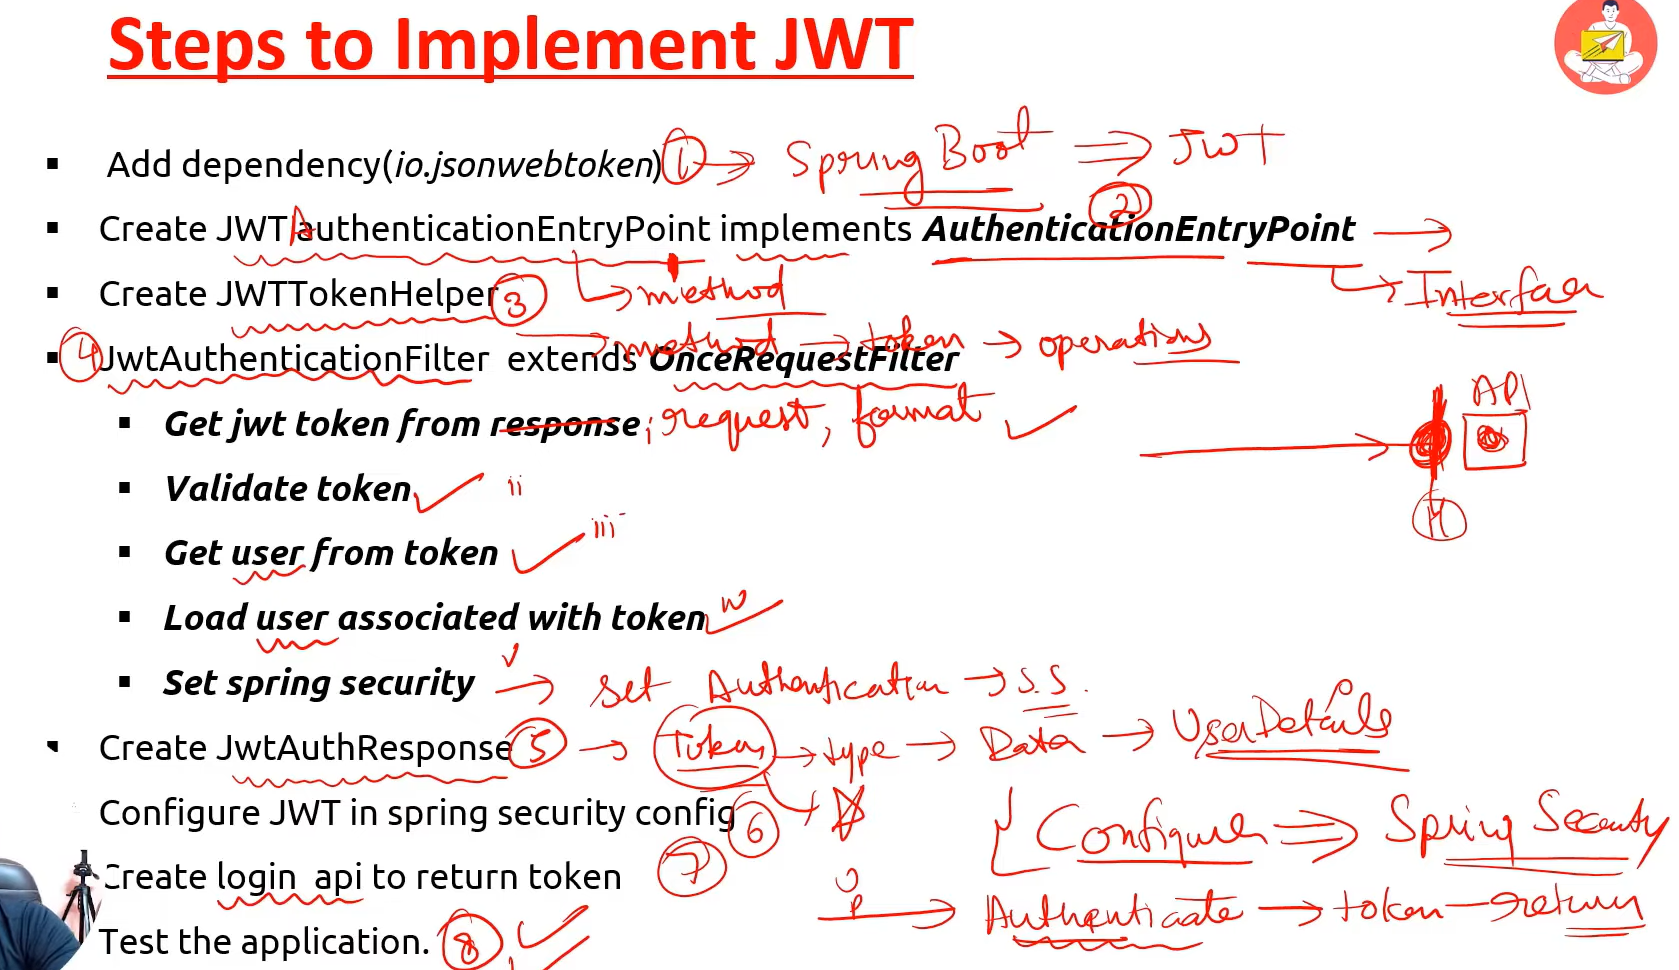 Steps to Implement JWT
Add dependency(io.jsonwebtoken) 1 → Spring Boot ⇒ JWT
2
Create JWTAuthenticationEntryPoint implements AuthenticationEntryPoint →
→ Interface
Create JWTTokenHelper 3 → method
→ method → token → operations
4 JwtAuthenticationFilter extends OnceRequestFilter
API
Get jwt token from response i request, format
H
Validate token ii
Get user from token iii
Load user associated with token iv
Set spring security v → set Authentication → S.S.
Create JwtAuthResponse 5 → Token → type → Data → UserDetails
Configure JWT in spring security config 6
Configure ⇒ Spring Security
Create login api to return token 7
U
P
→ Authenticate → token → return
Test the application. 8